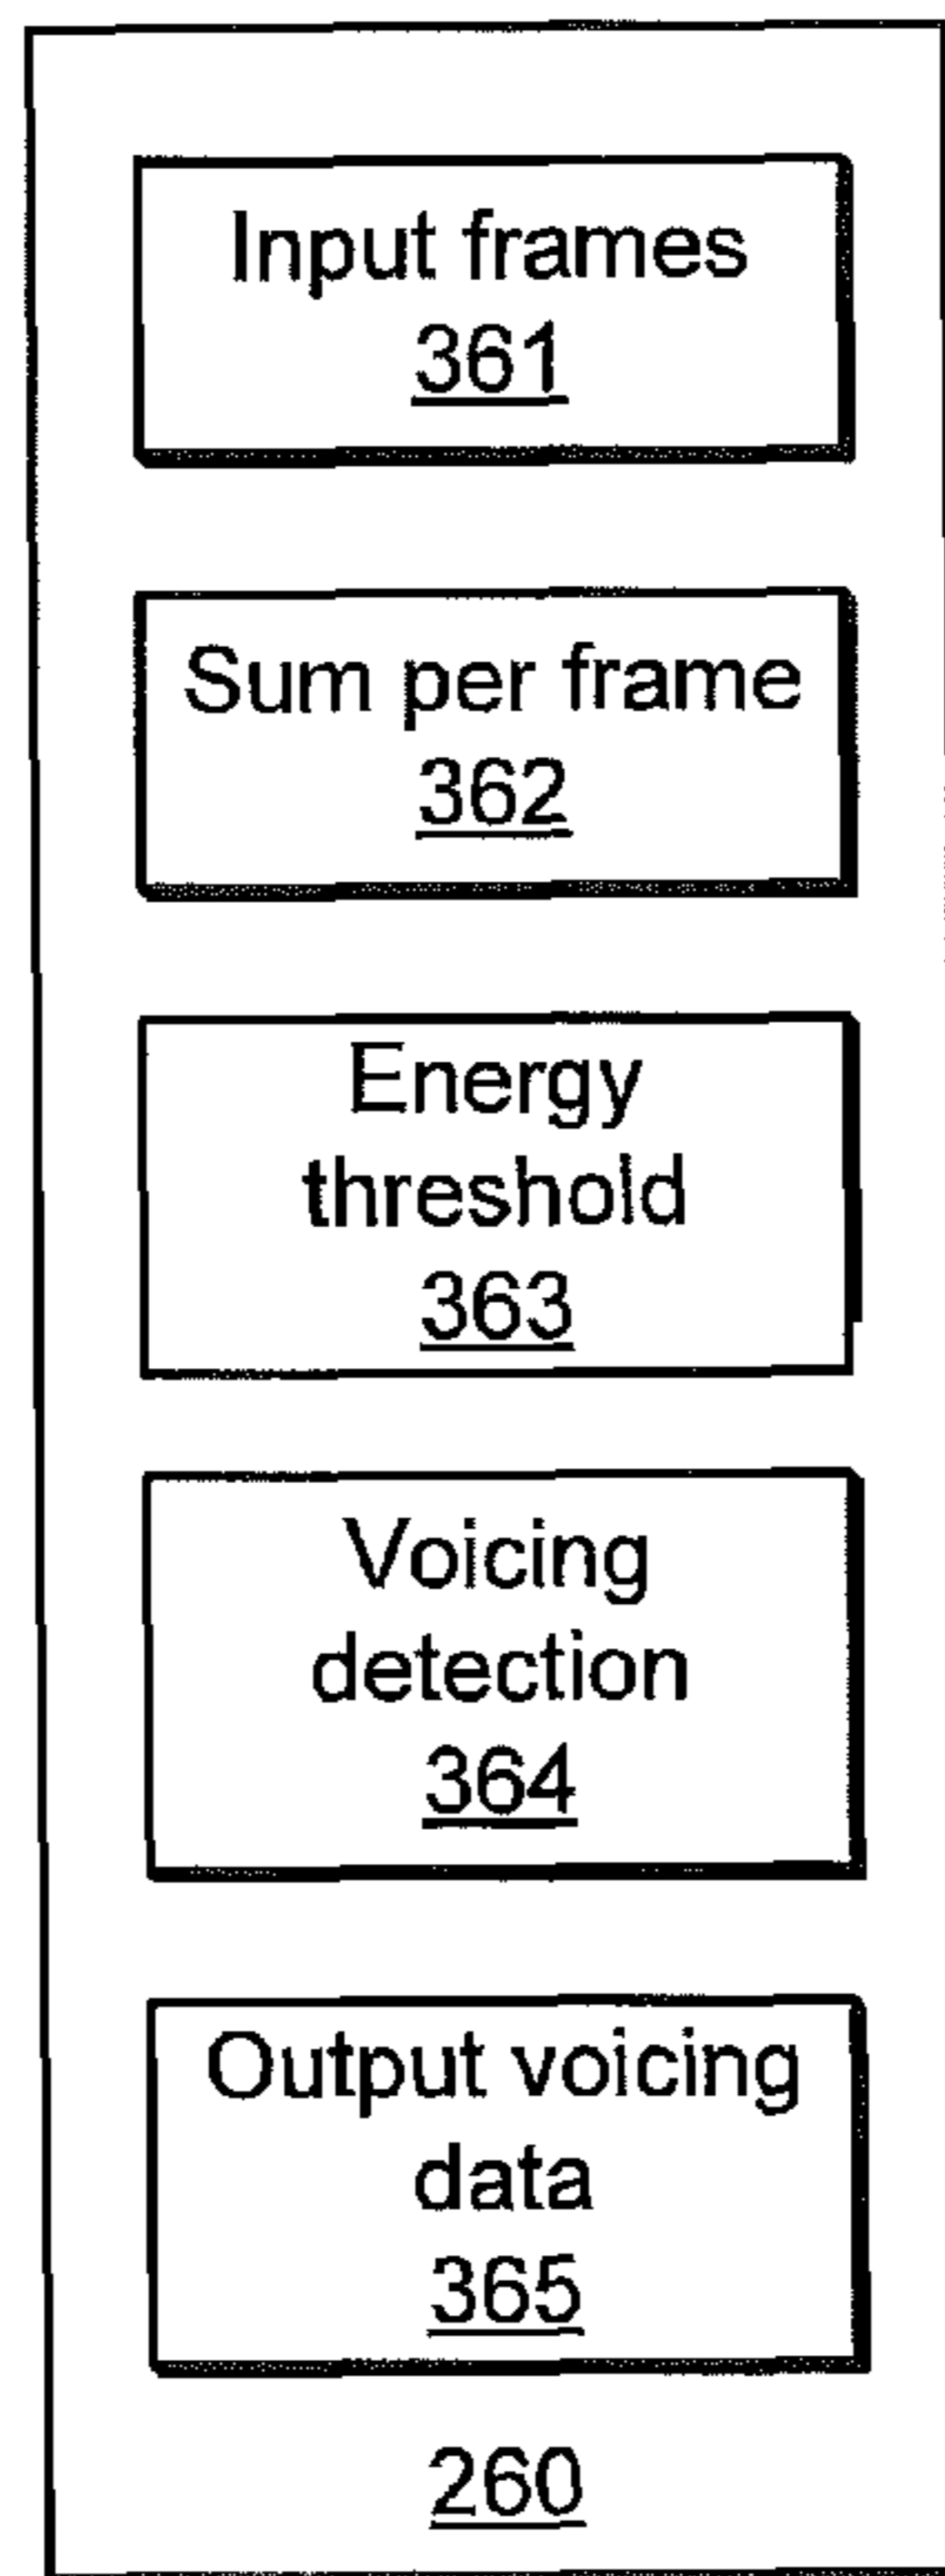 Input frames
361
Sum per frame
362
Energy
threshold
363
Voicing
detection
364
Output voicing
data
365
260